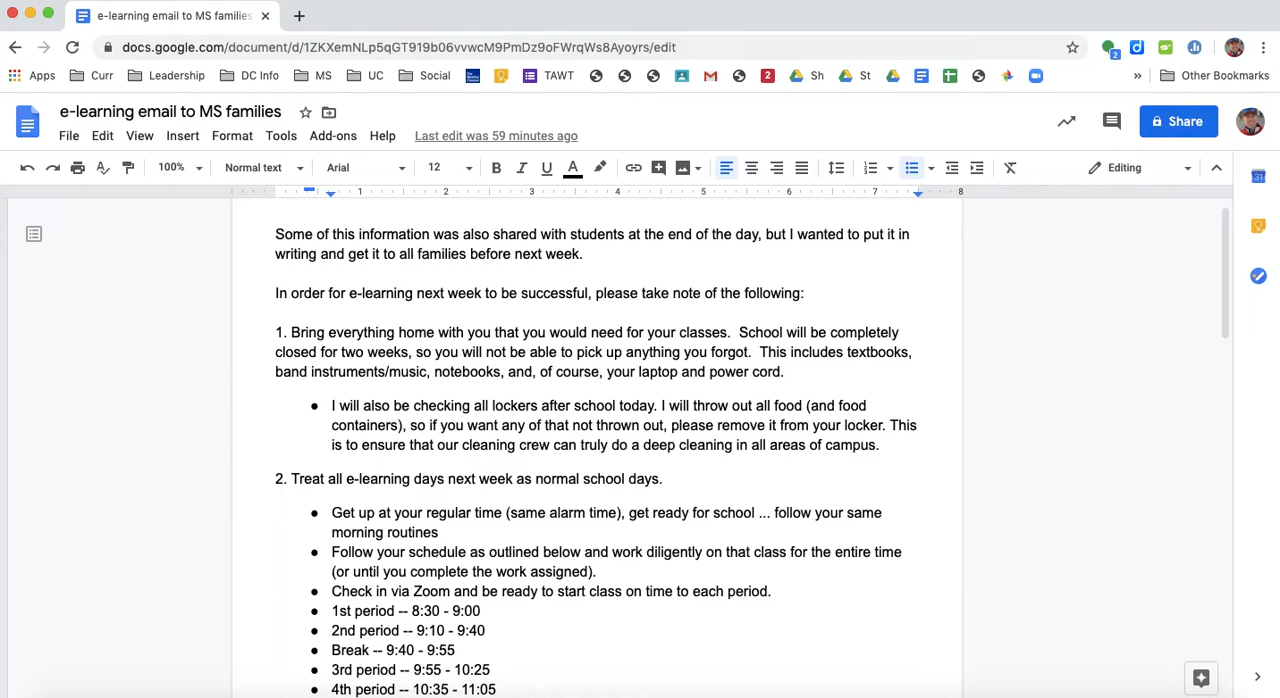 e-learning email to MS families
docs.google.com/document/d/1ZKXemNLp5qGT919b06vvwcM9PmDz9oFWrqWs8Ayoyrs/edit
2
Apps Curr Leadership DC Info MS UC Social TAWT 2 Sh St » Other Bookmarks
e-learning email to MS families
Share
File Edit View Insert Format Tools Add-ons Help Last edit was 59 minutes ago
100% Normal text Arial 12 B I U A Editing
1 2 3 4 5 6 7 8
31
Some of this information was also shared with students at the end of the day, but I wanted to put it in
writing and get it to all families before next week.
In order for e-learning next week to be successful, please take note of the following:
1. Bring everything home with you that you would need for your classes.  School will be completely
closed for two weeks, so you will not be able to pick up anything you forgot.  This includes textbooks,
band instruments/music, notebooks, and, of course, your laptop and power cord.
● I will also be checking all lockers after school today. I will throw out all food (and food
containers), so if you want any of that not thrown out, please remove it from your locker. This
is to ensure that our cleaning crew can truly do a deep cleaning in all areas of campus.
2. Treat all e-learning days next week as normal school days.
● Get up at your regular time (same alarm time), get ready for school ... follow your same
morning routines
● Follow your schedule as outlined below and work diligently on that class for the entire time
(or until you complete the work assigned).
● Check in via Zoom and be ready to start class on time to each period.
● 1st period -- 8:30 - 9:00
● 2nd period -- 9:10 - 9:40
● Break -- 9:40 - 9:55
● 3rd period -- 9:55 - 10:25
● 4th period -- 10:35 - 11:05